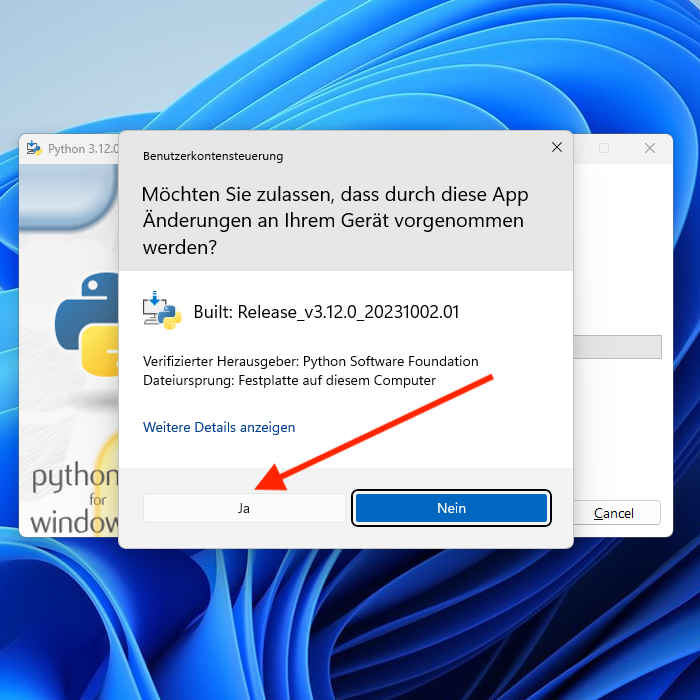 Python 3.12.0
Benutzerkontensteuerung
Möchten Sie zulassen, dass durch diese App
Änderungen an Ihrem Gerät vorgenommen
werden?
Built: Release_v3.12.0_20231002.01
Verifizierter Herausgeber: Python Software Foundation
Dateiursprung: Festplatte auf diesem Computer
Weitere Details anzeigen
Ja
Nein
python
for
window
Cancel